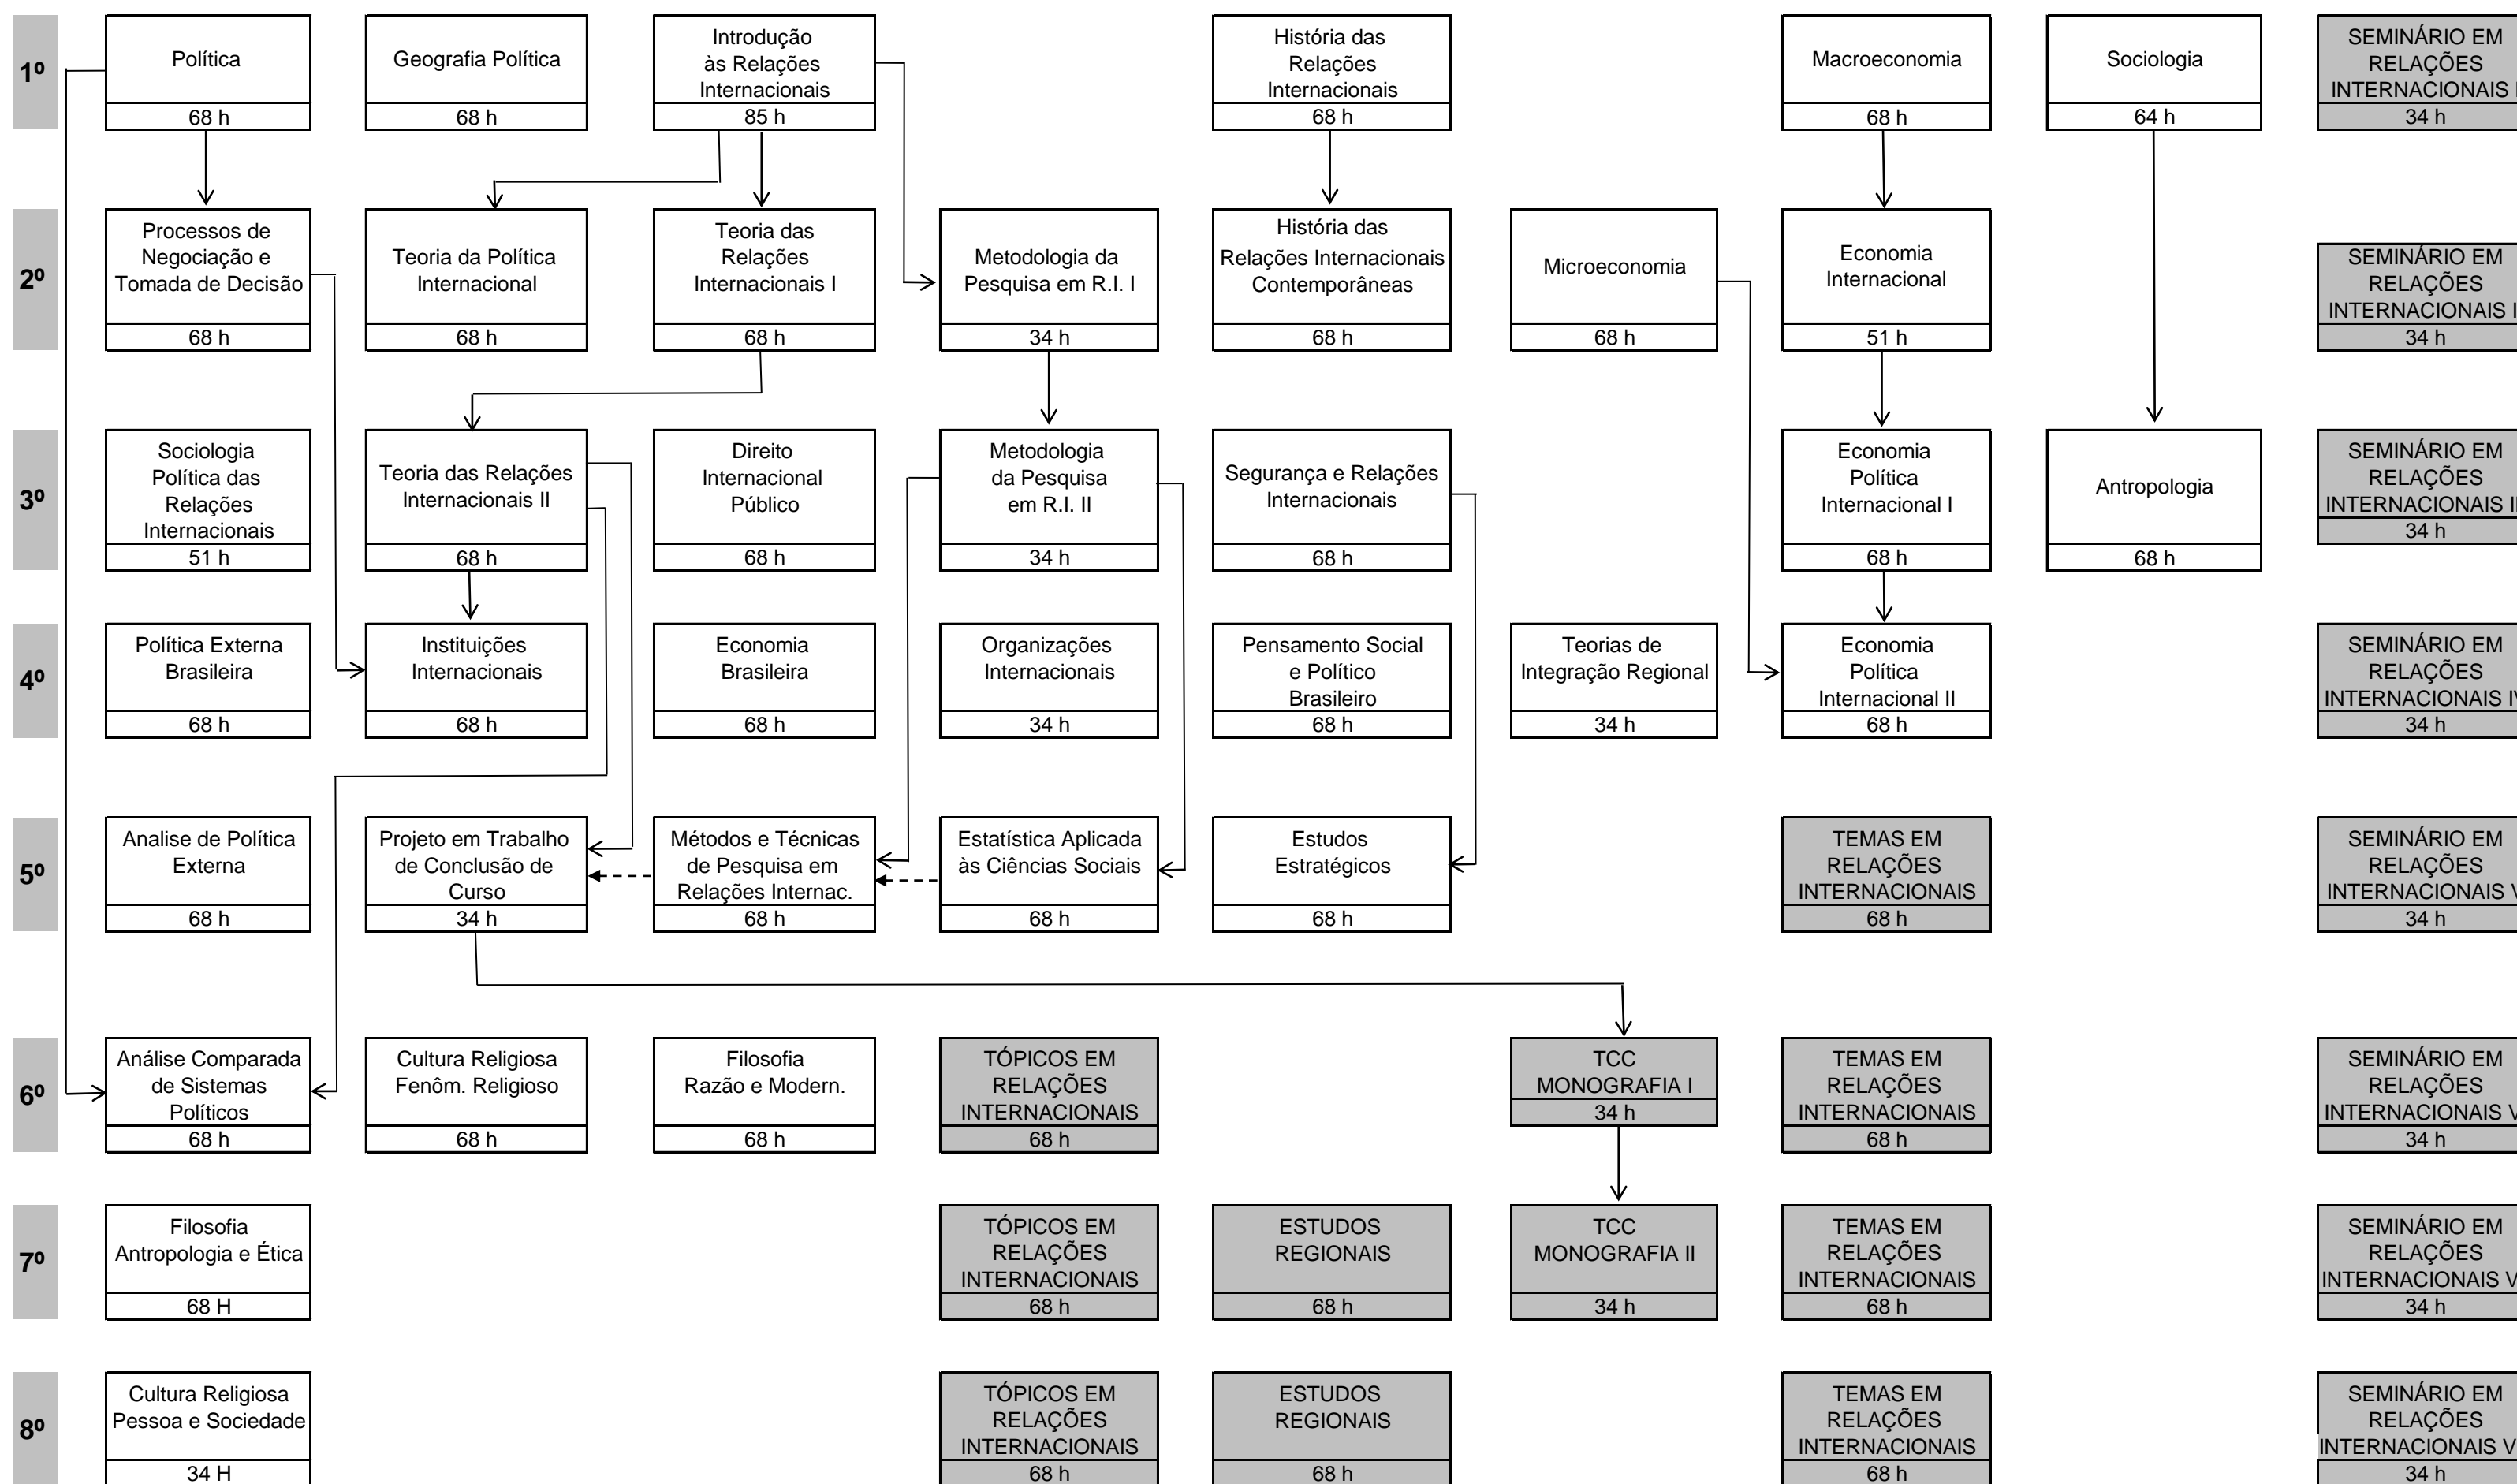 1º
Política
68 h
Geografia Política
68 h
Introdução
às Relações
Internacionais
85 h
História das
Relações
Internacionais
68 h
Macroeconomia
68 h
Sociologia
64 h
SEMINÁRIO EM
RELAÇÕES
INTERNACIONAIS I
34 h
2º
Processos de
Negociação e
Tomada de Decisão
68 h
Teoria da Política
Internacional
68 h
Teoria das
Relações
Internacionais I
68 h
Metodologia da
Pesquisa em R.I. I
34 h
História das
Relações Internacionais
Contemporâneas
68 h
Microeconomia
68 h
Economia
Internacional
51 h
SEMINÁRIO EM
RELAÇÕES
INTERNACIONAIS I
34 h
3º
Sociologia
Política das
Relações
Internacionais
51 h
Teoria das Relações
Internacionais II
68 h
Direito
Internacional
Público
68 h
Metodologia
da Pesquisa
em R.I. II
34 h
Segurança e Relações
Internacionais
68 h
Economia
Política
Internacional I
68 h
Antropologia
68 h
SEMINÁRIO EM
RELAÇÕES
INTERNACIONAIS II
34 h
4º
Política Externa
Brasileira
68 h
Instituições
Internacionais
68 h
Economia
Brasileira
68 h
Organizações
Internacionais
34 h
Pensamento Social
e Político
Brasileiro
68 h
Teorias de
Integração Regional
34 h
Economia
Política
Internacional II
68 h
SEMINÁRIO EM
RELAÇÕES
INTERNACIONAIS IV
34 h
5º
Analise de Política
Externa
68 h
Projeto em Trabalho
de Conclusão de
Curso
34 h
Métodos e Técnicas
de Pesquisa em
Relações Internac.
68 h
Estatística Aplicada
às Ciências Sociais
68 h
Estudos
Estratégicos
68 h
TEMAS EM
RELAÇÕES
INTERNACIONAIS
68 h
SEMINÁRIO EM
RELAÇÕES
INTERNACIONAIS V
34 h
6º
Análise Comparada
de Sistemas
Políticos
68 h
Cultura Religiosa
Fenôm. Religioso
68 h
Filosofia
Razão e Modern.
68 h
TÓPICOS EM
RELAÇÕES
INTERNACIONAIS
68 h
TCC
MONOGRAFIA I
34 h
TEMAS EM
RELAÇÕES
INTERNACIONAIS
68 h
SEMINÁRIO EM
RELAÇÕES
INTERNACIONAIS V
34 h
7º
Filosofia
Antropologia e Ética
68 H
TÓPICOS EM
RELAÇÕES
INTERNACIONAIS
68 h
ESTUDOS
REGIONAIS
68 h
TCC
MONOGRAFIA II
34 h
TEMAS EM
RELAÇÕES
INTERNACIONAIS
68 h
SEMINÁRIO EM
RELAÇÕES
INTERNACIONAIS V
34 h
8º
Cultura Religiosa
Pessoa e Sociedade
34 H
TÓPICOS EM
RELAÇÕES
INTERNACIONAIS
68 h
ESTUDOS
REGIONAIS
68 h
TEMAS EM
RELAÇÕES
INTERNACIONAIS
68 h
SEMINÁRIO EM
RELAÇÕES
INTERNACIONAIS V
34 h